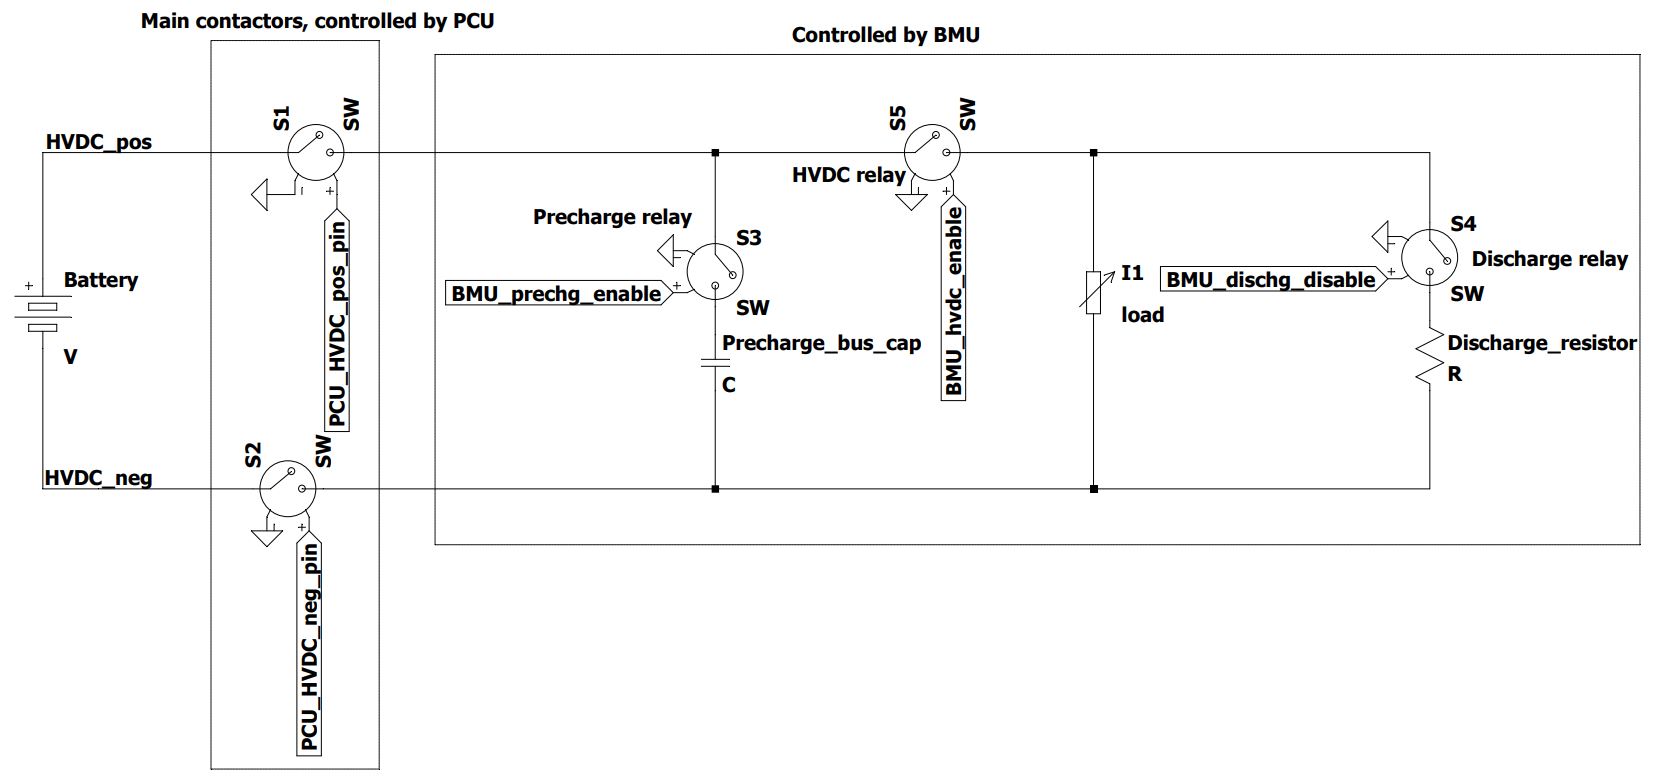 Main contactors, controlled by PCU
Controlled by BMU
S1
SW
S5
SW
HVDC_pos
HVDC relay
Precharge relay
S3
S4
Discharge relay
Battery
I1
BMU_dischg_disable
BMU_prechg_enable
SW
SW
load
PCU_HVDC_pos_pin
BMU_hvdc_enable
V
Precharge_bus_cap
C
Discharge_resistor
R
S2
SW
HVDC_neg
PCU_HVDC_neg_pin